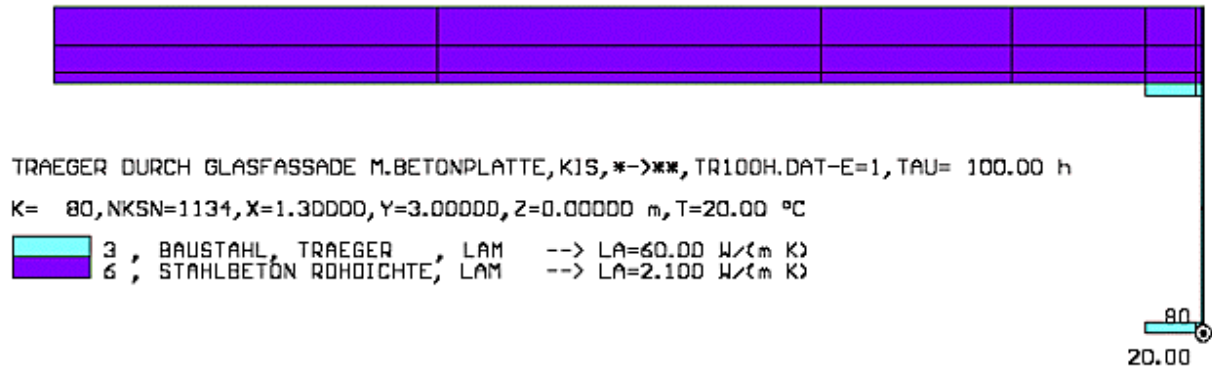 TRAEGER DURCH GLASFASSADE M.BETONPLATTE,KIS,*->**,TR100H.DAT-E=1,TAU= 100.00 h
K= 80,NKSN=1134,X=1.30000,Y=3.00000,Z=0.00000 m,T=20.00 ºC
3 , BAUSTAHL, TRAEGER , LAM --> LA=60.00 W/(m K)
6 , STAHLBETON ROHDICHTE, LAM --> LA=2.100 W/(m K)
80
20.00